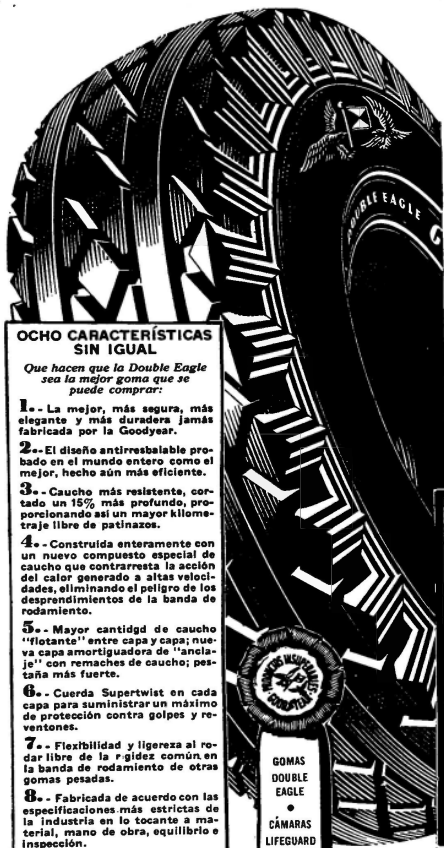 DOUBLE EAGLE G
OCHO CARACTERÍSTICAS
SIN IGUAL
Que hacen que la Double Eagle
sea la mejor goma que se
puede comprar:
1.- La mejor, más segura, más
elegante y más duradera jamás
fabricada por la Goodyear.
2.-El diseño antirresbalable pro-
bado en el mundo entero como el
mejor, hecho aún más eficiente.
3.- Caucho más resistente, cor-
tado un 15% más profundo, pro-
porcionando asi un mayor kilome-
traje libre de patinazos.
4.- Construida enteramente con
un nuevo compuesto especial de
caucho que contrarresta la acción
del calor generado a altas veloci-
dades, eliminando el peligro de los
desprendimientos de la banda de
rodamiento.
5.- Mayor cantidgd de caucho
"flotante" entre capa y capa; nue-
va capa amortiguadora de "ancla-
je" con remaches de caucho; pes-
taña más fuerte.
6.- Cuerda Supertwist en cada
capa para suministrar un máximo
de protección contra golpes y re-
ventones.
7.- Flexibilidad y ligereza al ro-
dar libre de la rigidez común en
la banda de rodamiento de otras
gomas pesadas.
8.- Fabricada de acuerdo con las
especificaciones más estrictas de
la industria en lo tocante a ma-
terial, mano de obra, equilibrio e
inspección.
INSUPERABLES
GOMAS
DOUBLE
EAGLE
•
CÁMARAS
LIFEGUARD